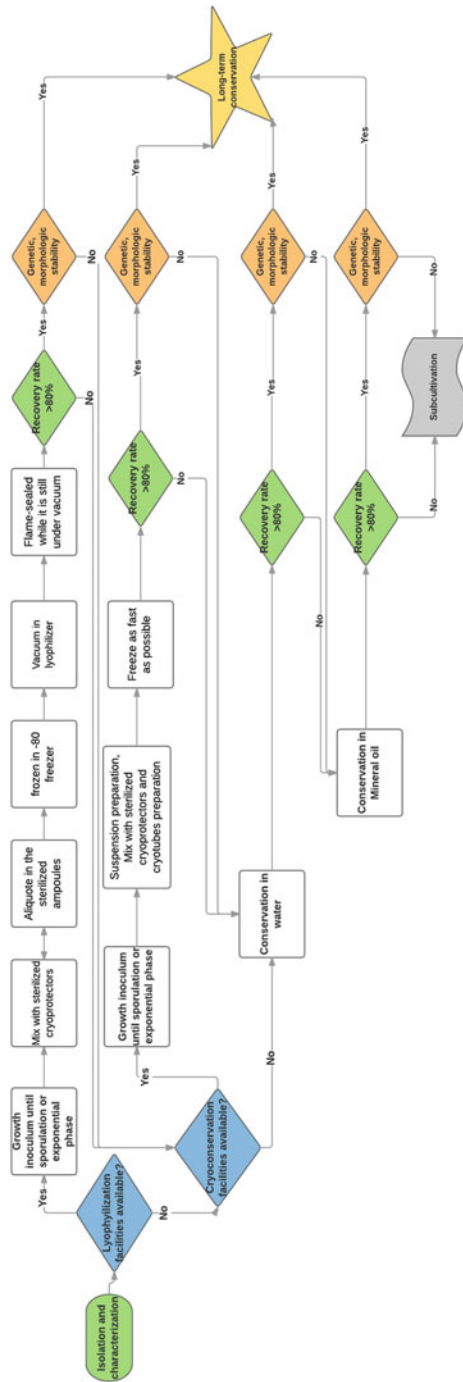 Isolation and
characterization
Lyophyilization
facilities available?
Yes
No
Growth
inoculum until
sporulation or
exponential
phase
Mix with sterilized
cryoprotectors
Aliquote in the
sterilized
ampoules
frozen in -80
freezer
Vacuum in
lyophilizer
Flame-sealed
while it is still
under vacuum
Recovery rate
>80%
Yes
No
Genetic,
morphologic
stability
Yes
No
Cryoconservation
facilities available?
Yes
No
Growth inoculum
until sporulation or
exponential phase
Suspension preparation,
Mix with sterilized
cryoprotectors and
cryotubes preparation
Freeze as fast
as possible
Recovery rate
>80%
Yes
No
Genetic,
morphologic
stability
Yes
No
Long-term
conservation
Conservation in
water
Recovery rate
>80%
Yes
No
Genetic,
morphologic
stability
Yes
No
Conservation in
Mineral oil
Recovery rate
>80%
Yes
No
Genetic,
morphologic
stability
Yes
No
Subcultivation